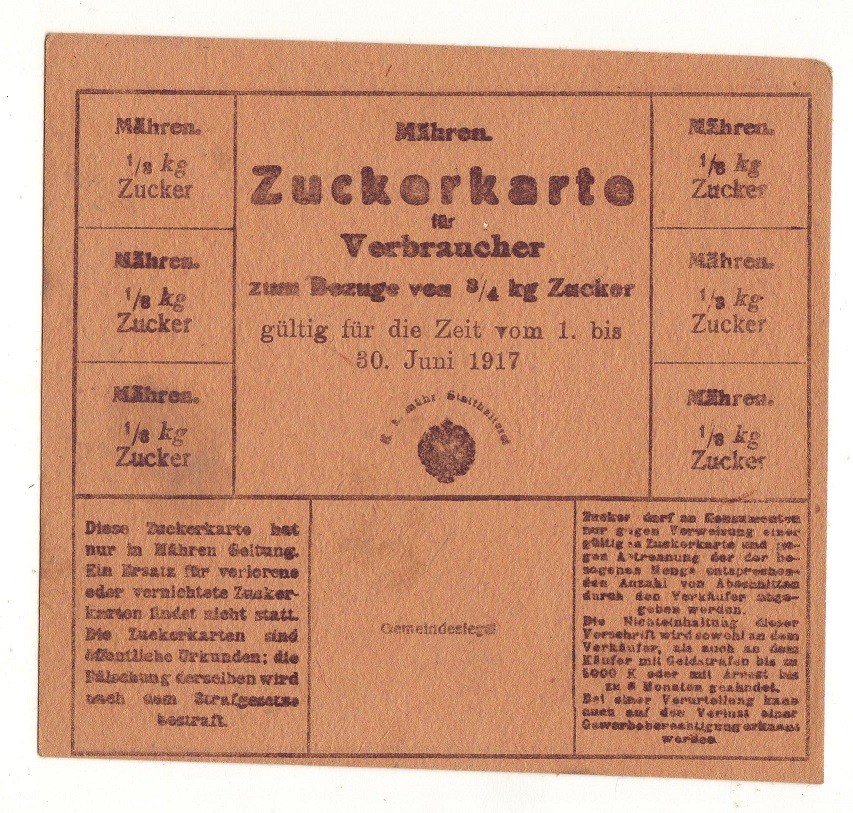 Mähren.
1/8 kg
Zucker
Mähren.
1/8 kg
Zucker
Mähren.
1/8 kg
Zucker
Mähren.
Zuckerkarte
für
Verbraucher
zum Bezuge von 3/4 kg Zucker
gültig für die Zeit vom 1. bis
30. Juni 1917
K. k. mähr. Statthalterei
Mähren.
1/8 kg
Zucker
Mähren.
1/8 kg
Zucker
Mähren.
1/8 kg
Zucker
Diese Zuckerkarte hat
nur in Mähren Geltung.
Ein Ersatz für verlorene
oder vernichtete Zucker-
karten findet nicht statt.
Die Zuckerkarten sind
öffentliche Urkunden; die
Fälschung derselben wird
nach dem Strafgesetze
bestraft.
Gemeindesiegel
Zucker darf an Konsumenten
nur gegen Vorweisung einer
gültigen Zuckerkarte und ge-
gen Abtrennung der der be-
zogenen Menge entsprechen-
den Anzahl von Abschnitten
durch den Verkäufer abge-
geben werden.
Die Nichteinhaltung dieser
Vorschrift wird sowohl an dem
Verkäufer, als auch an dem
Käufer mit Geldstrafen bis zu
5000 K oder mit Arrest bis
zu 6 Monaten geahndet.
Bei einer Verurteilung kann
auch auf den Verlust einer
Gewerbeberechtigung erkannt
werden.